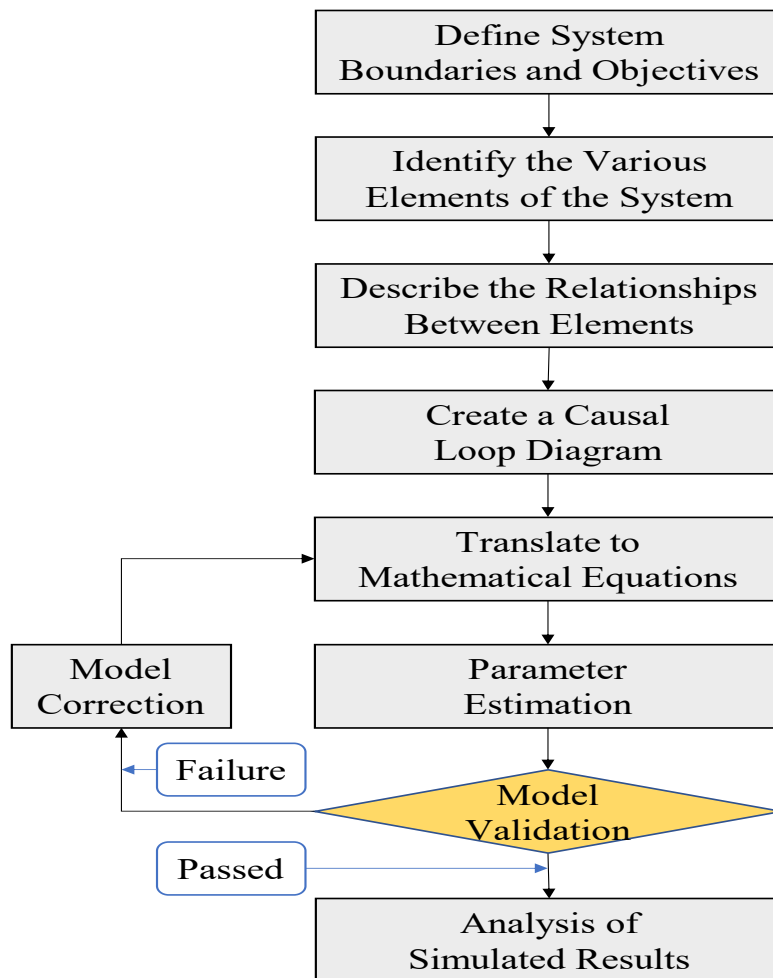 Define System
Boundaries and Objectives
Identify the Various
Elements of the System
Describe the Relationships
Between Elements
Create a Causal
Loop Diagram
Translate to
Mathematical Equations
Model
Correction
Parameter
Estimation
Failure
Model
Validation
Passed
Analysis of
Simulated Results